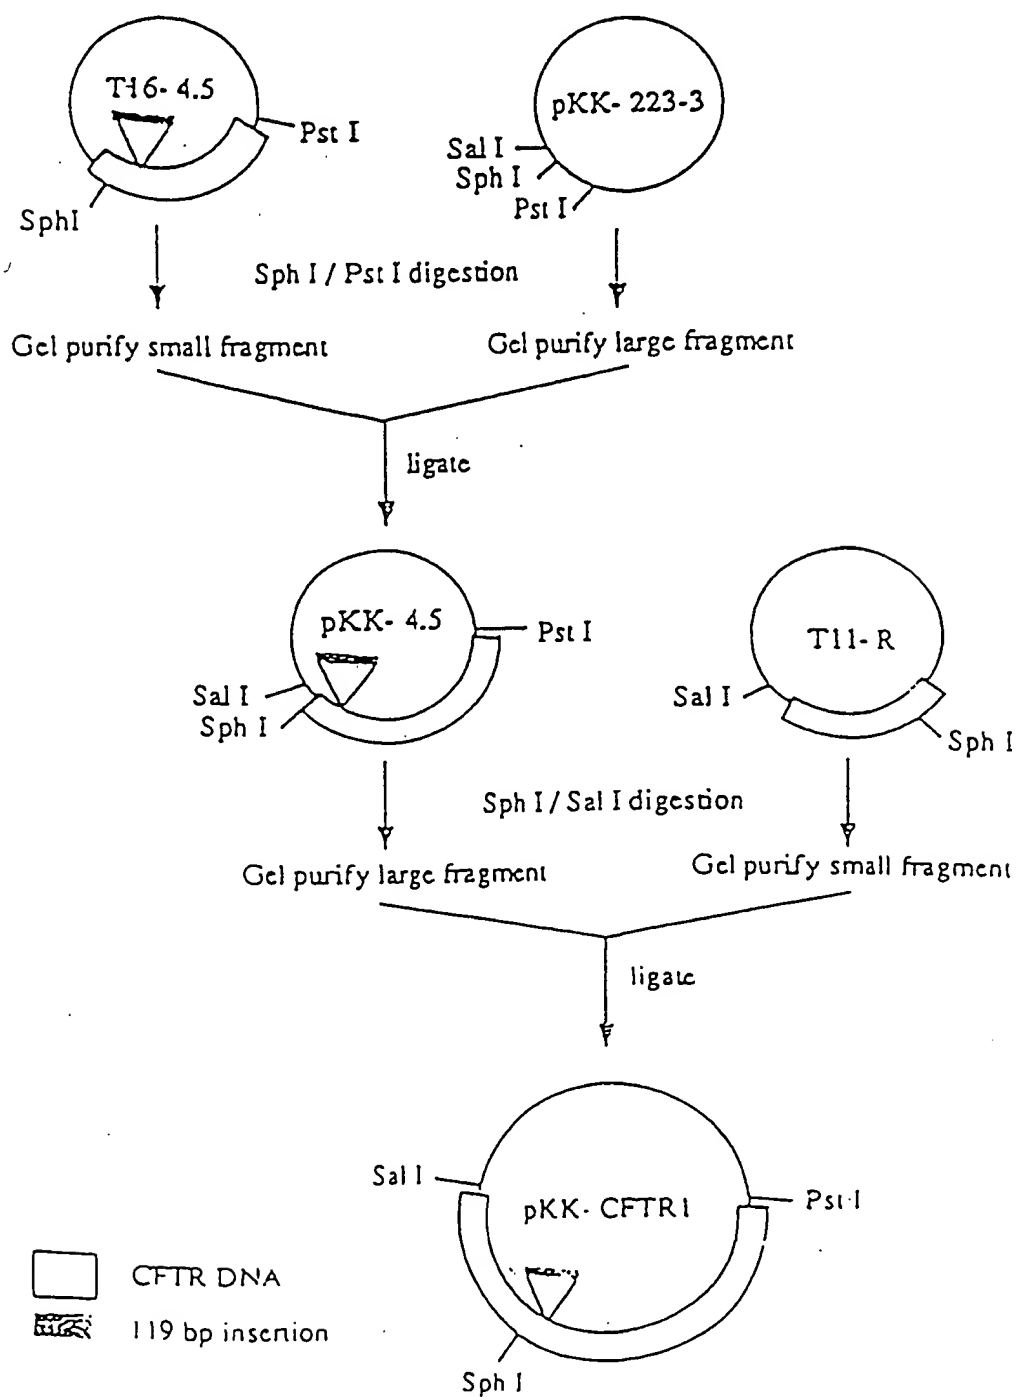 T16-4.5
pKK-223-3
Pst I
Sal I
Sph I
Pst I
SphI
Sph I / Pst I digestion
Gel purify small fragment
Gel purify large fragment
ligate
pKK-4.5
Pst I
T11-R
Sal I
Sph I
Sal I
Sph I
Sph I / Sal I digestion
Gel purify large fragment
Gel purify small fragment
ligate
Sal I
pKK-CFTR1
Pst I
CFTR DNA
119 bp insertion
Sph I